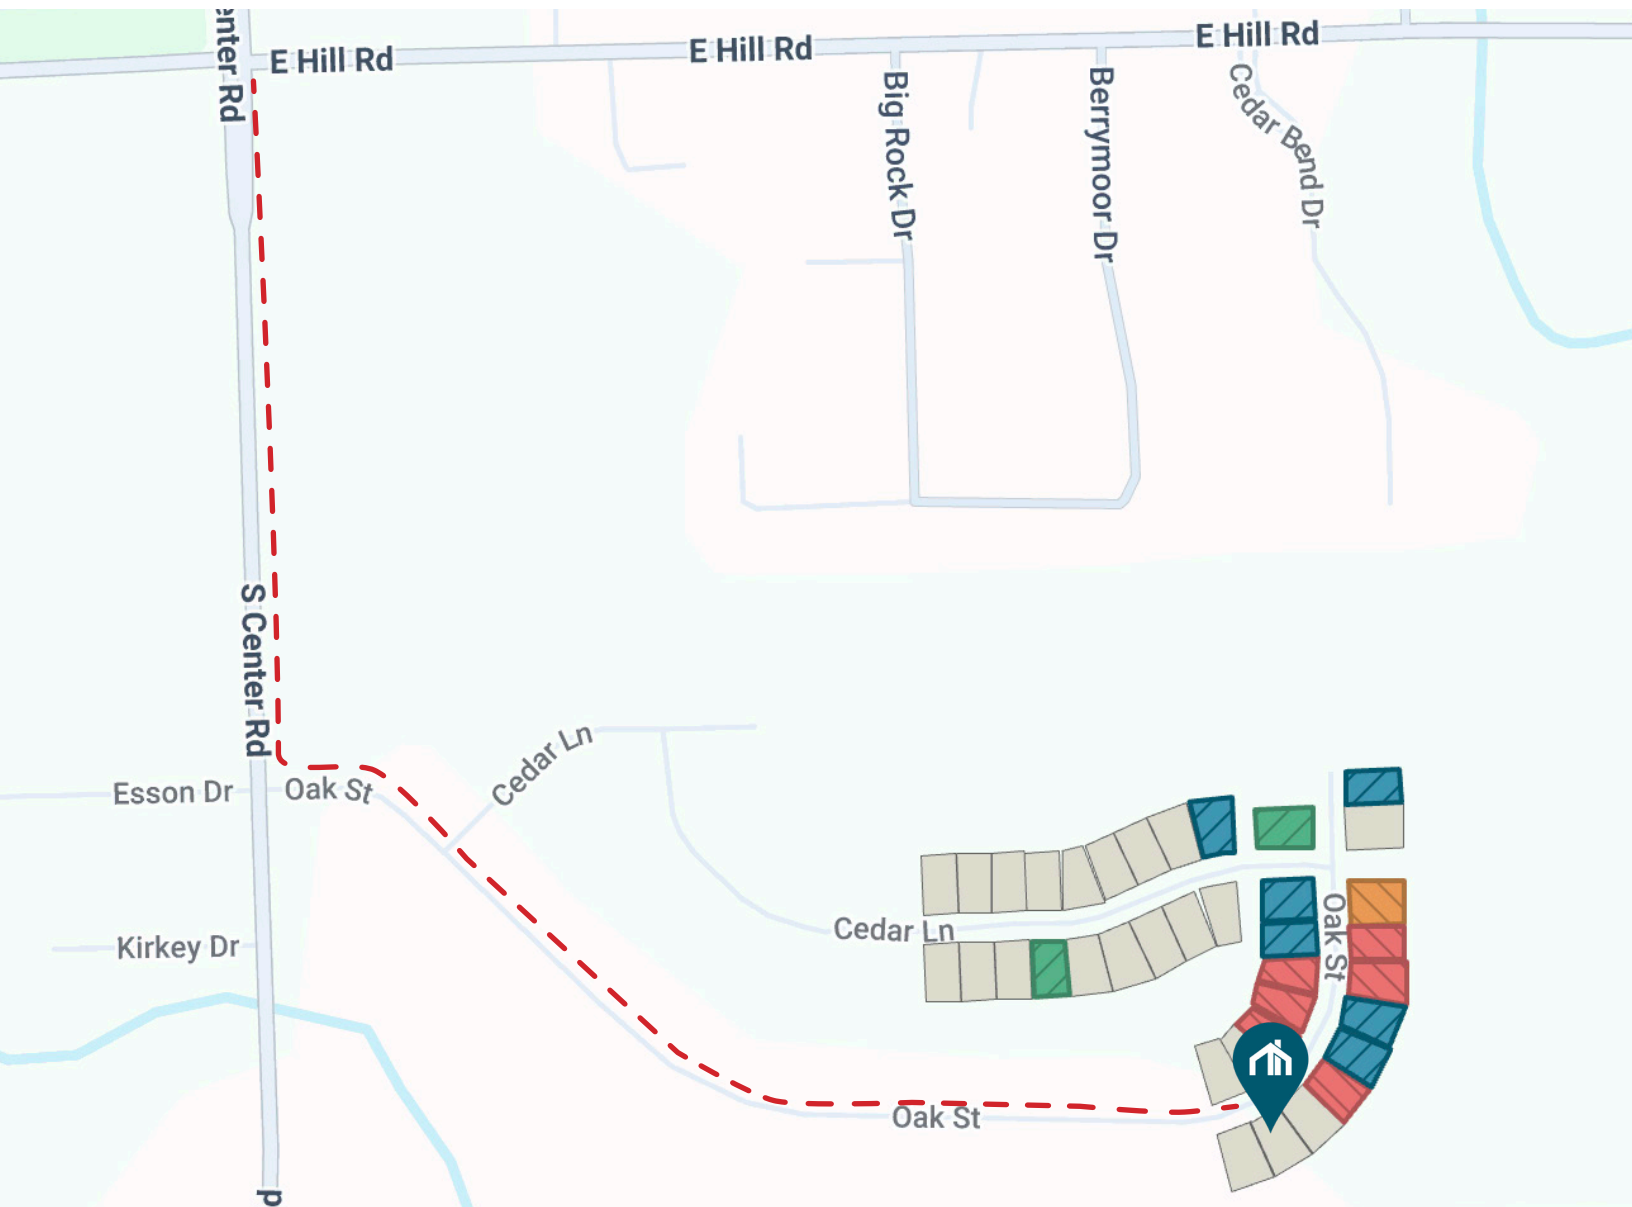 E Hill Rd
E Hill Rd
E Hill Rd
enter Rd
Big Rock Dr
Berrymoor Dr
Cedar Bend Dr
S Center Rd
Cedar Ln
Esson Dr
Oak St
Cedar Ln
Oak St
Kirkey Dr
Oak St